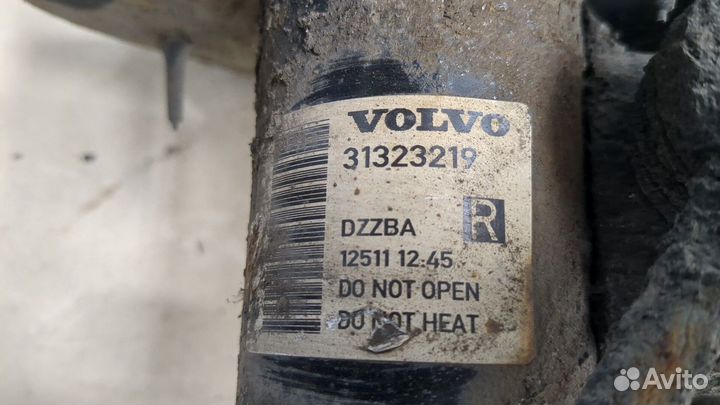 VOLVO
31323219
DZZBA
R
12511 12:45
DO NOT OPEN
DO NOT HEAT
Avito